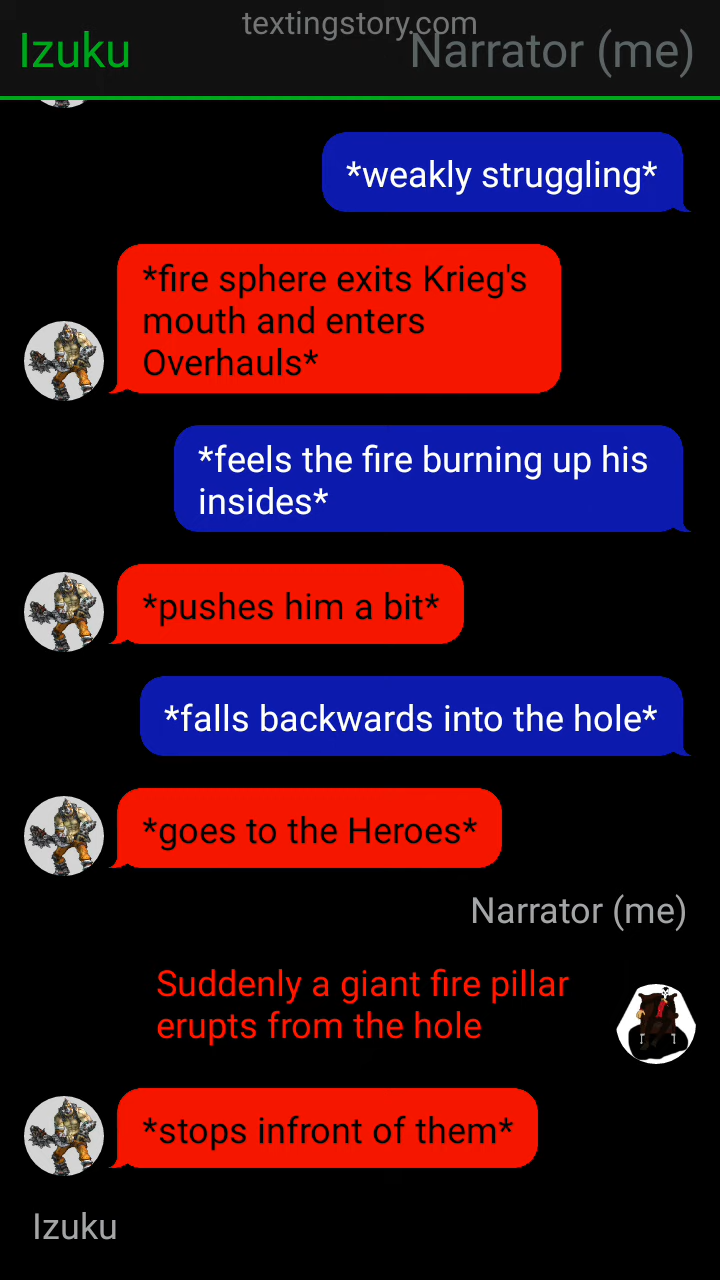 textingstory.com
Izuku
Narrator (me)
*weakly struggling*
*fire sphere exits Krieg's
mouth and enters
Overhauls*
*feels the fire burning up his
insides*
*pushes him a bit*
*falls backwards into the hole*
*goes to the Heroes*
Narrator (me)
Suddenly a giant fire pillar
erupts from the hole
*stops infront of them*
Izuku